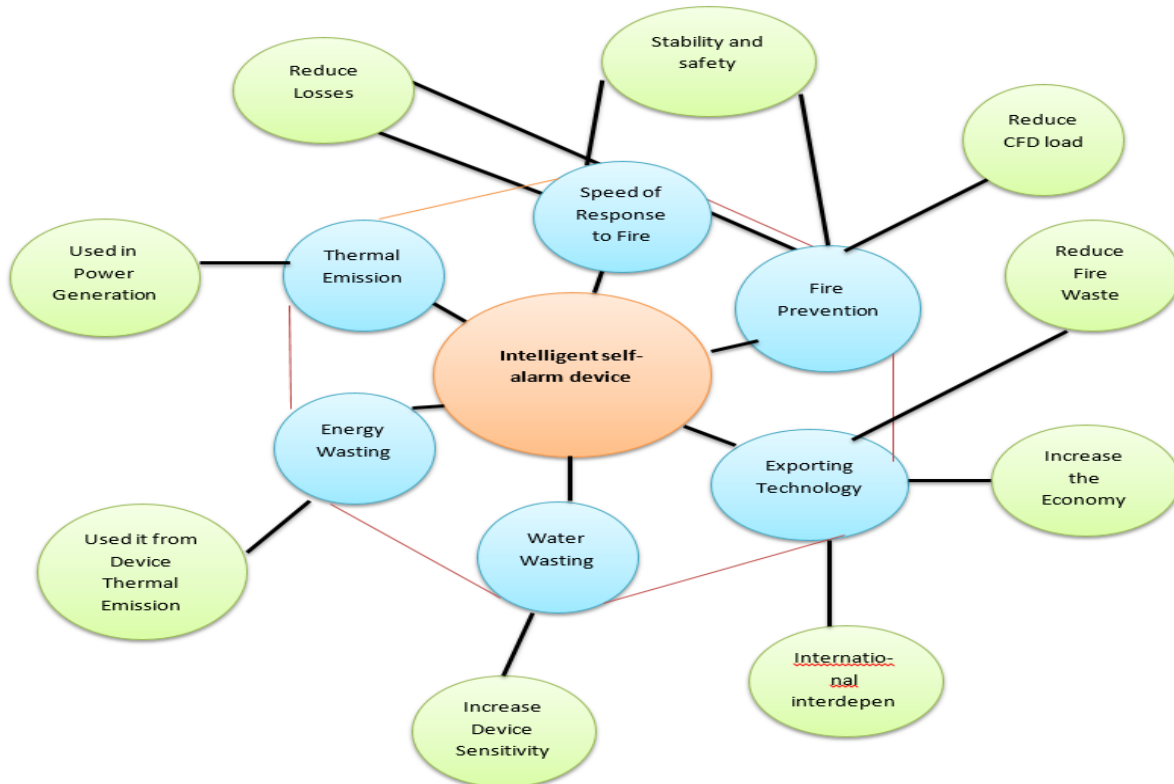 Stability and
safety
Reduce
Losses
Reduce
CFD load
Speed of
Response
to Fire
Used in
Power
Generation
Thermal
Emission
Reduce
Fire
Waste
Fire
Prevention
Intelligent self-
alarm device
Energy
Wasting
Exporting
Technology
Increase
the
Economy
Used it from
Device
Thermal
Emission
Water
Wasting
Internatio-
nal
interdepen
Increase
Device
Sensitivity